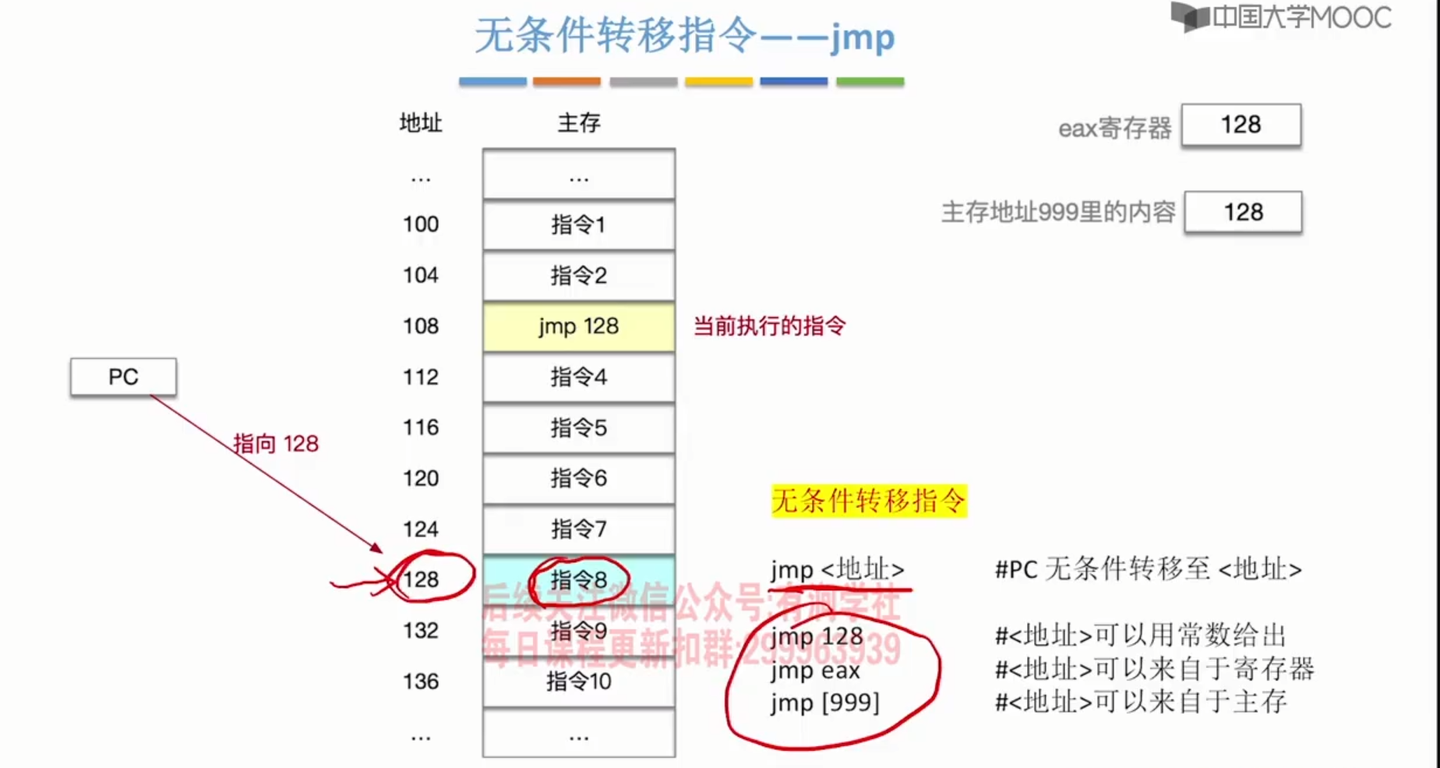 无条件转移指令——jmp
中国大学MOOC
地址 主存
eax寄存器 128
主存地址999里的内容 128
... ...
100 指令1
104 指令2
108 jmp 128 当前执行的指令
PC
112 指令4
指向 128
116 指令5
120 指令6
124 指令7
128 指令8
132 指令9
136 指令10
... ...
无条件转移指令
jmp <地址> #PC 无条件转移至 <地址>
jmp 128 #<地址>可以用常数给出
jmp eax #<地址>可以来自于寄存器
jmp [999] #<地址>可以来自于主存
后续关注微信公众号:有涧学社
每日课程更新扣群:299963939